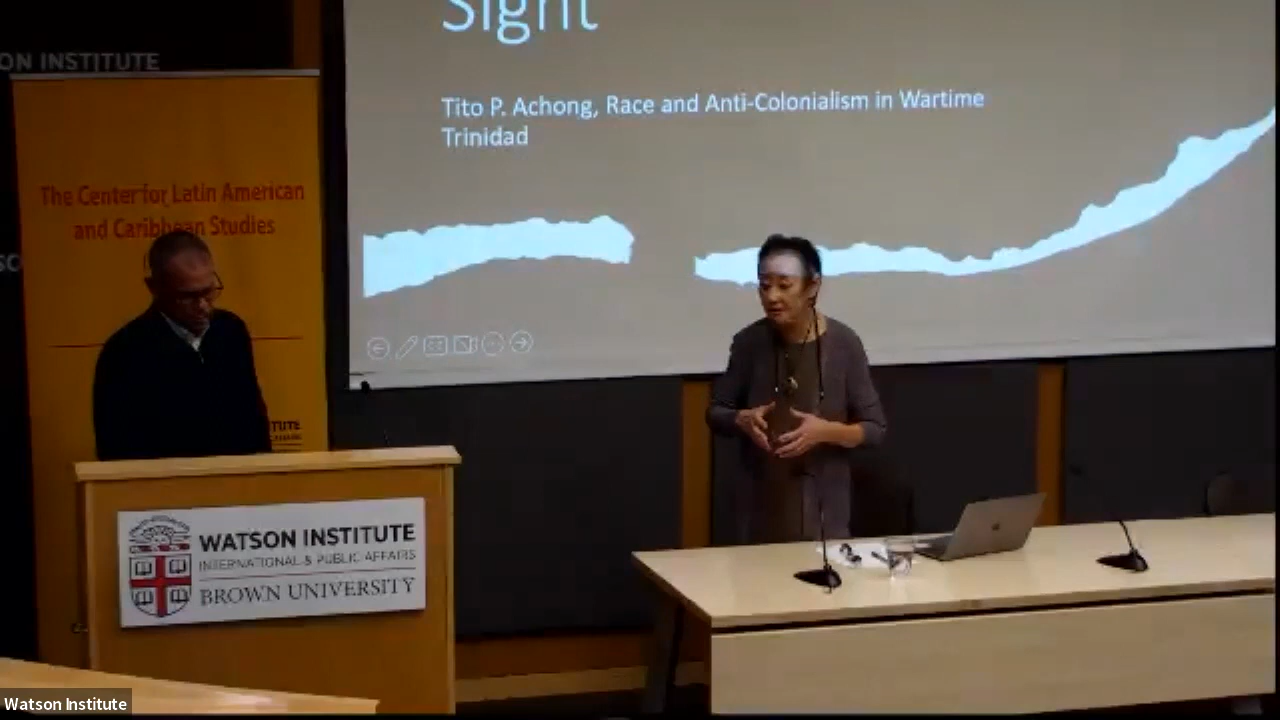 ON INSTITUTE
Sight
Tito P. Achong, Race and Anti-Colonialism in Wartime
Trinidad
The Center for Latin American
and Caribbean Studies
TUTE
WATSON INSTITUTE
INTERNATIONAL & PUBLIC AFFAIRS
BROWN UNIVERSITY
Watson Institute